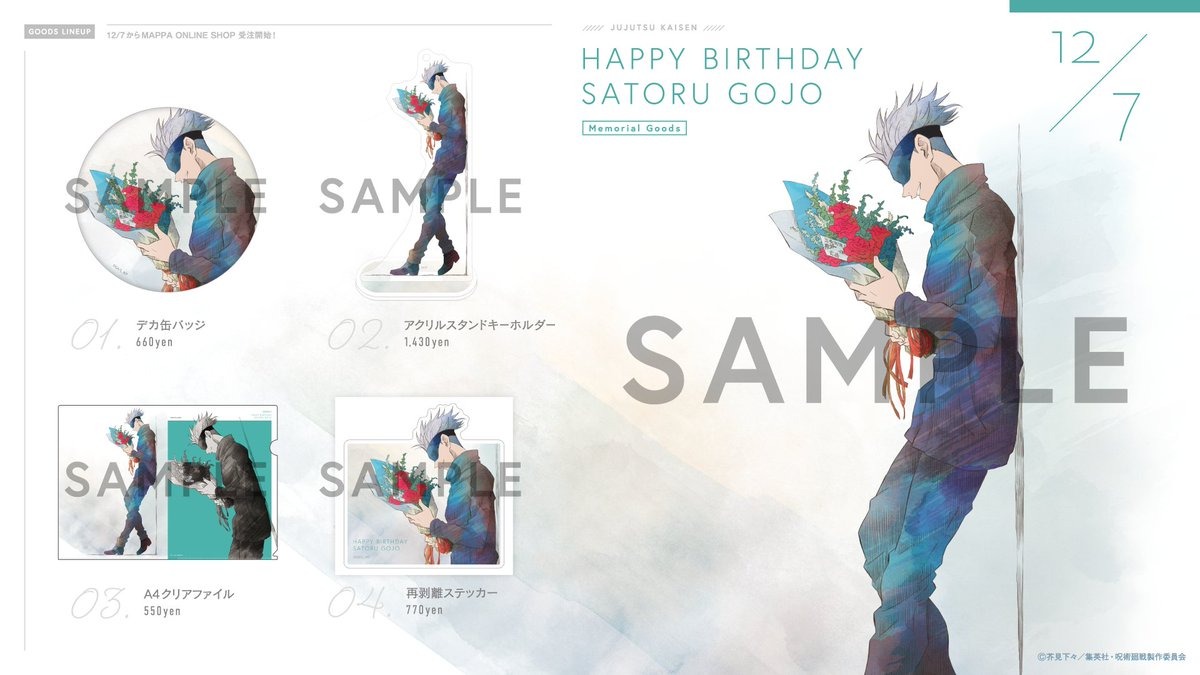 GOODS LINEUP
12/7からMAPPA ONLINE SHOP 受注開始!
JUJUTSU KAISEN
HAPPY BIRTHDAY
SATORU GOJO
Memorial Goods
12/7
SAMPLE
SAMPLE
01. デカ缶バッジ
660yen
02. アクリルスタンドキーホルダー
1,430yen
SAMPLE
SAMPLE
SAMPLE
HAPPY BIRTHDAY
SATORU GOJO
03. A4クリアファイル
550yen
04. 再剥離ステッカー
770yen
©芥見下々/集英社・呪術廻戦製作委員会